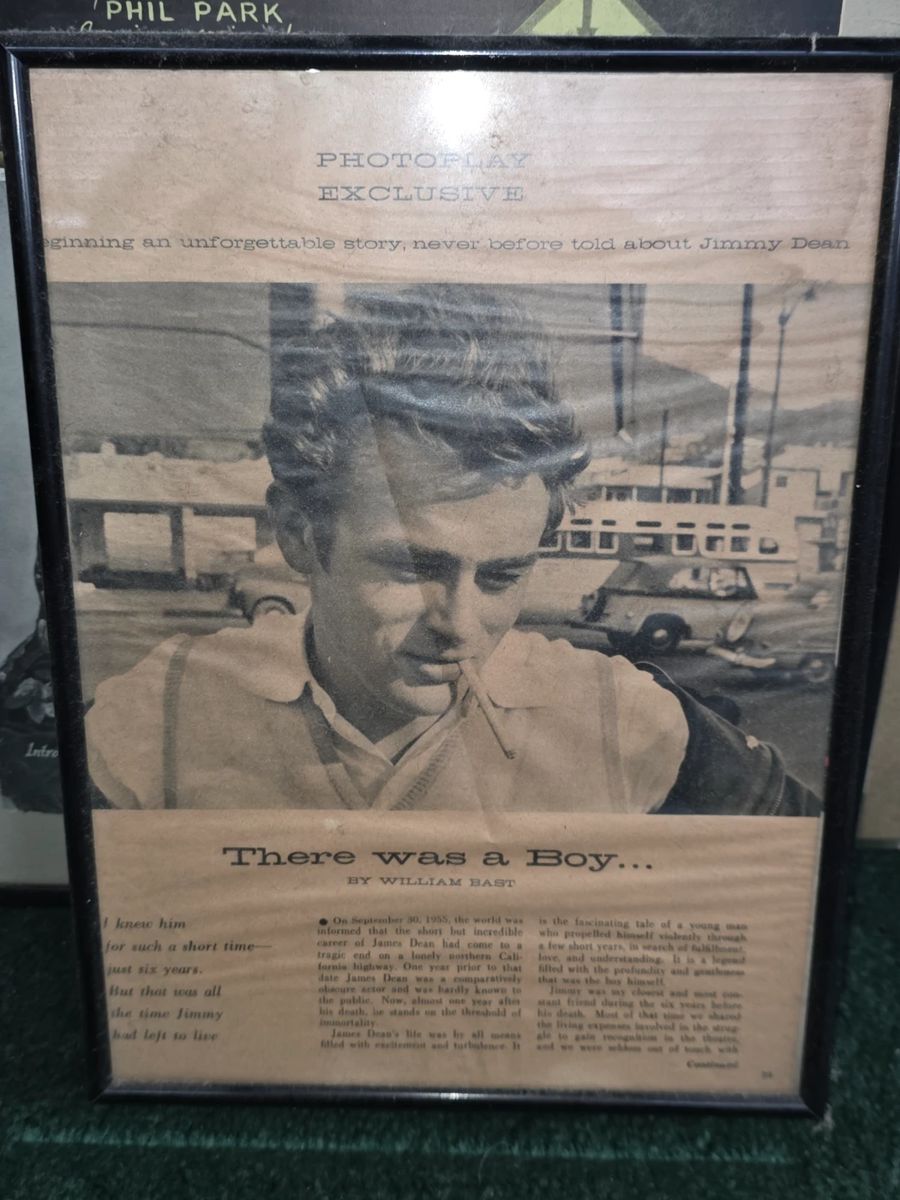 PHIL PARK
PHOTOPLAY
EXCLUSIVE
eginning an unforgettable story, never before told about Jimmy Dean
Intro
There was a Boy...
BY WILLIAM BAST
I knew him
for such a short time—
just six years.
But that was all
the time Jimmy
had left to live
● On September 30, 1955, the world was
informed that the short but incredible
career of James Dean had come to a
tragic end on a lonely northern Cali-
fornia highway. One year prior to that
date James Dean was a comparatively
obscure actor and was hardly known to
the public. Now, almost one year after
his death, he stands on the threshold of
immortality.
James Dean's life was by all means
filled with excitement and turbulence. It
is the fascinating tale of a young man
who propelled himself violently through
a few short years, in search of fulfillment,
love, and understanding. It is a legend
filled with the profundity and gentleness
that was the boy himself.
Jimmy was my closest and most con-
stant friend during the six years before
his death. Most of that time we shared
the living expenses involved in the strug-
gle to gain recognition in the theatre,
and we were seldom out of touch with
Continued